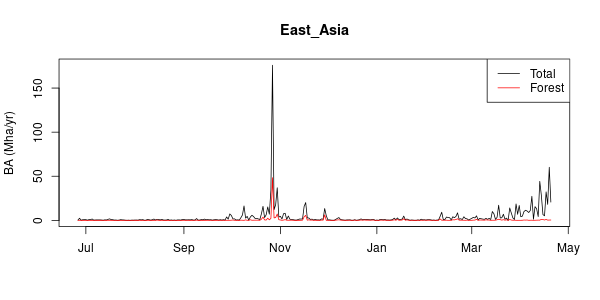 East_Asia
BA (Mha/yr)
150
100
50
0
Total
Forest
Jul Sep Nov Jan Mar May